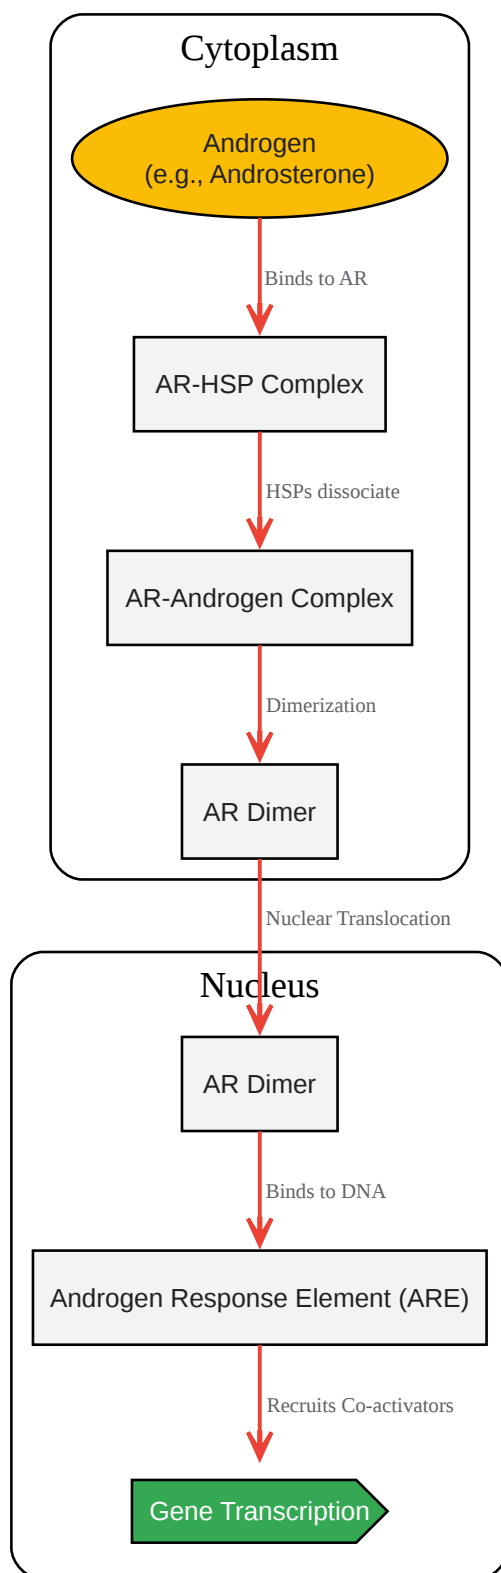 Cytoplasm
Androgen
(e.g., Androsterone)
Binds to AR
AR-HSP Complex
HSPs dissociate
AR-Androgen Complex
Dimerization
AR Dimer
Nuclear Translocation
Nucleus
AR Dimer
Binds to DNA
Androgen Response Element (ARE)
Recruits Co-activators
Gene Transcription